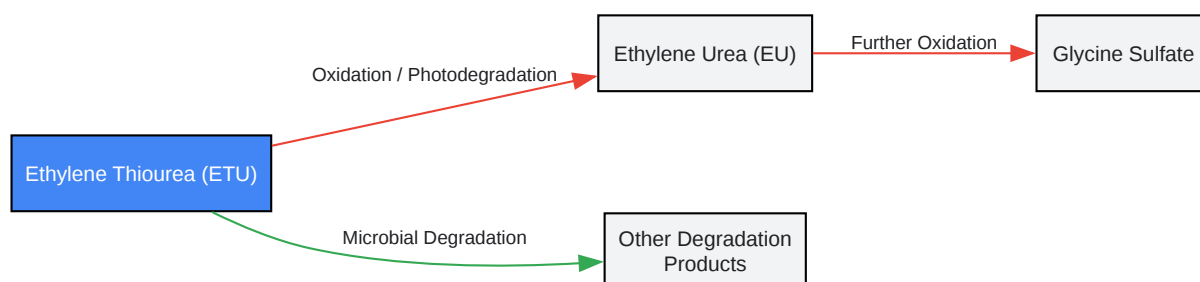 Ethylene Urea (EU)
Further Oxidation
Glycine Sulfate
Oxidation / Photodegradation
Ethylene Thiourea (ETU)
Microbial Degradation
Other Degradation
Products